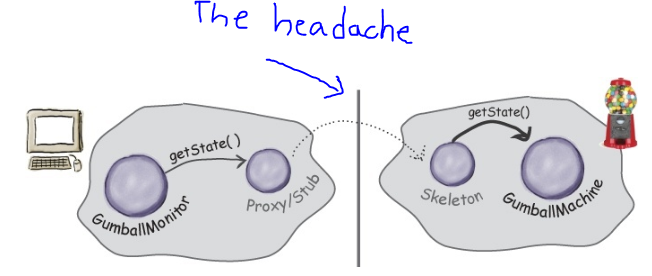 The headache
getState()
getState()
Proxy/Stub
GumballMonitor
Skeleton
GumballMachine